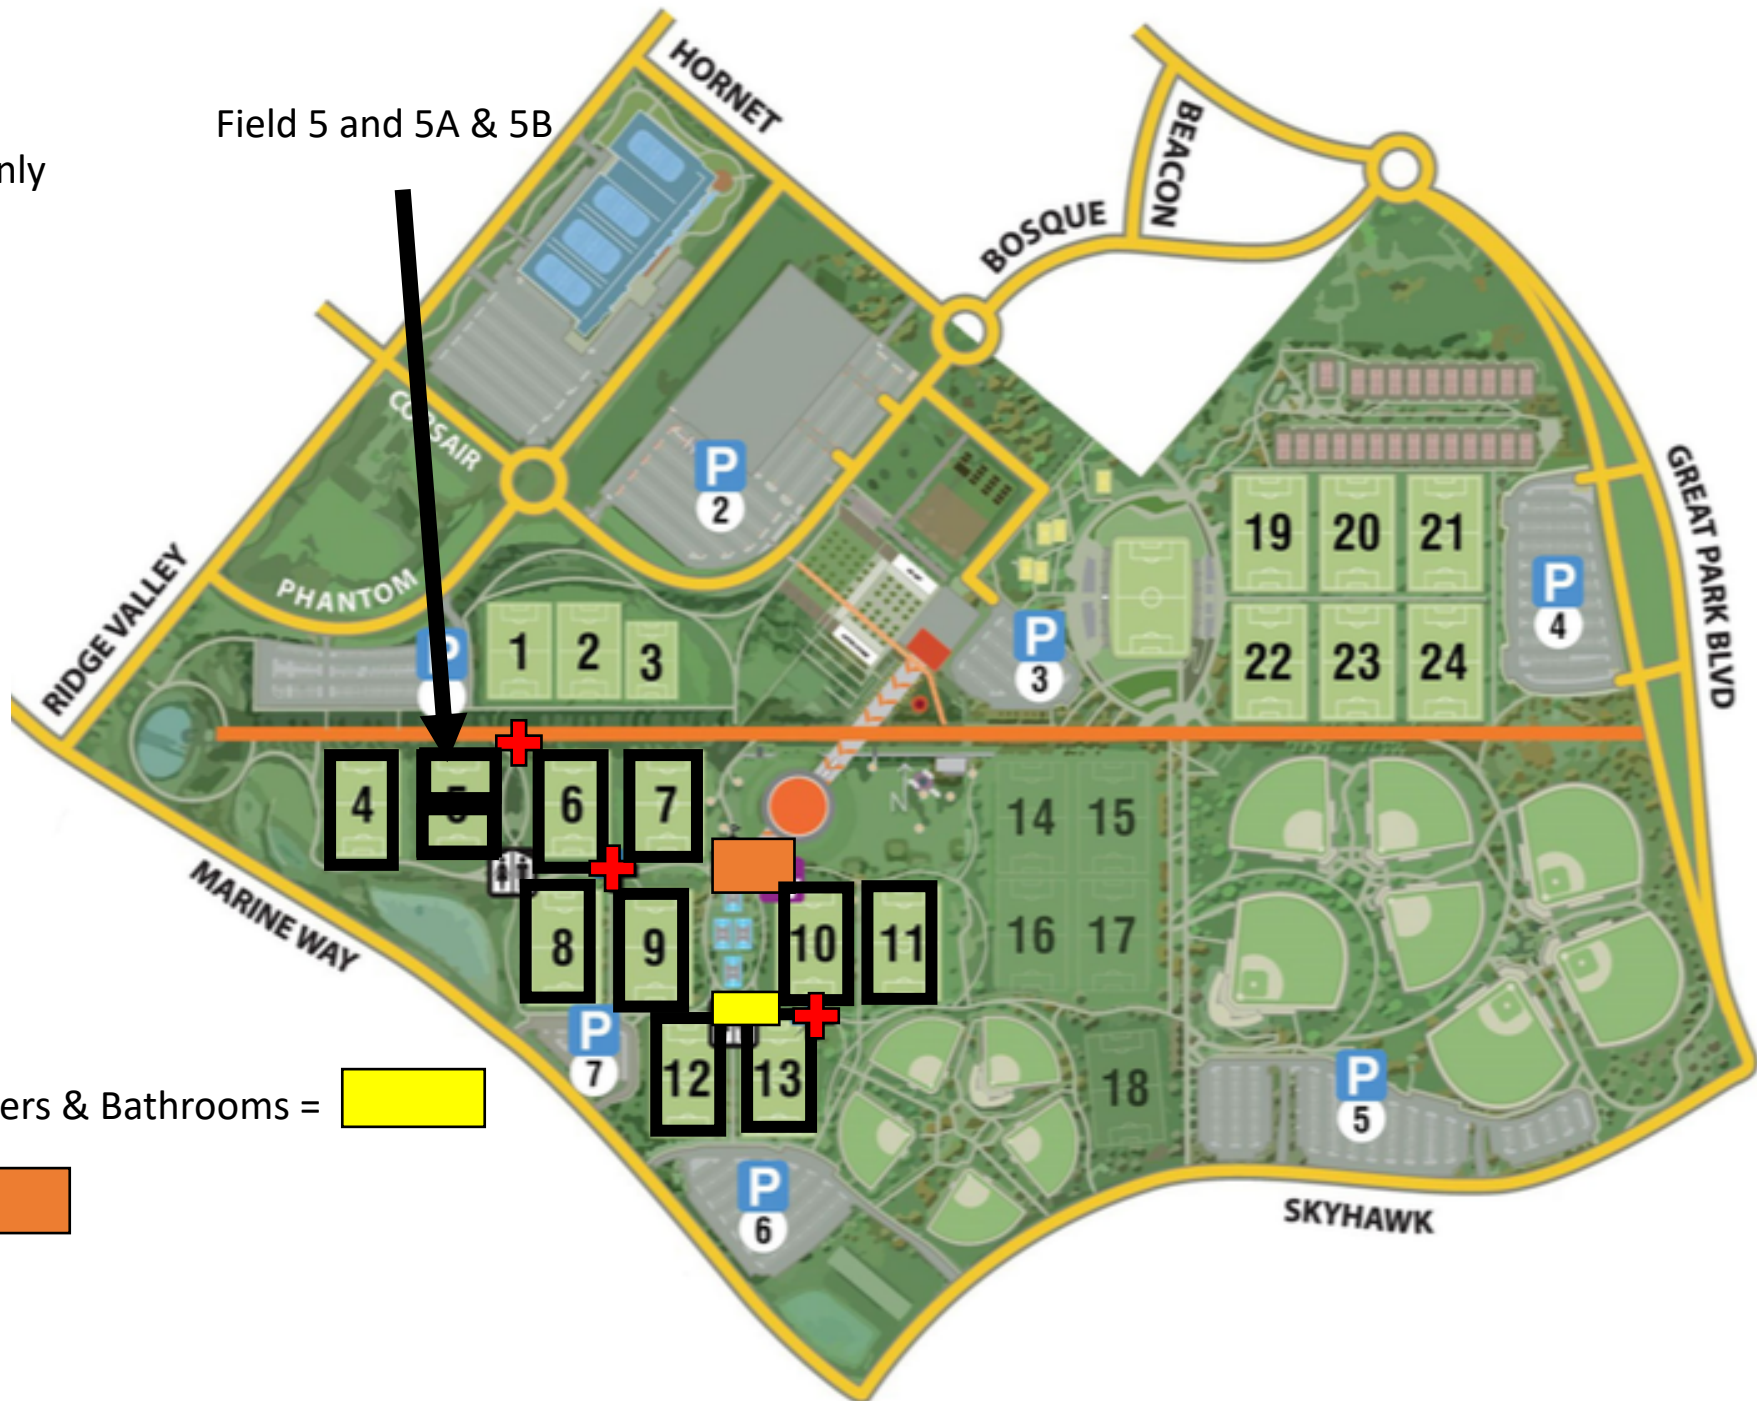 HORNET
Field 5 and 5A & 5B
nly
BEACON
BOSQUE
CORSAIR
P
2
GREAT PARK BLVD
19 20 21
RIDGE VALLEY
PHANTOM
P
4
P
1 2 3
P
3
22 23 24
4 5 6 7
14 15
MARINE WAY
8 9 10 11
16 17
P
7
12 13
18
P
5
ers & Bathrooms =
P
6
SKYHAWK
N